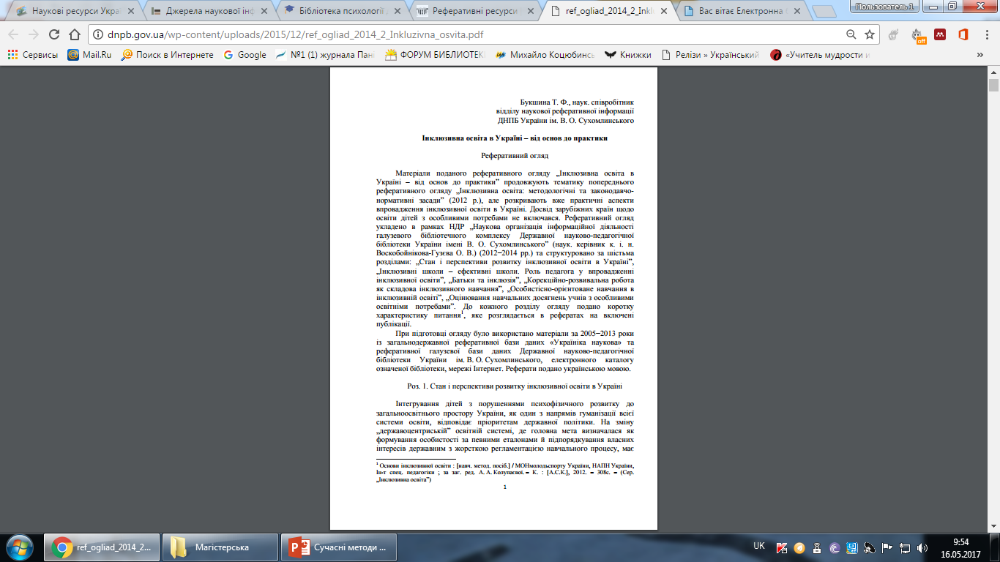 Наукові ресурси Украї
Джерела наукової інф
Бібліотека психології
Реферативні ресурси
ref_ogliad_2014_2_Inkl
Вас вітає Електронна
Пользователь 1
dnpb.gov.ua/wp-content/uploads/2015/12/ref_ogliad_2014_2_Inkluzivna_osvita.pdf
off
Сервисы
Mail.Ru
Поиск в Интернете
Google
№1 (1) журнала Пан
ФОРУМ БИБЛИОТЕК
Михайло Коцюбинсь
Книжки
Релізи » Український
«Учитель мудрости и
Букшина Т. Ф., наук. співробітник
відділу наукової реферативної інформації
ДНПБ України ім. В. О. Сухомлинського
Інклюзивна освіта в Україні – від основ до практики
Реферативний огляд
Матеріали поданого реферативного огляду „Інклюзивна освіта в
Україні – від основ до практики” продовжують тематику попереднього
реферативного огляду „Інклюзивна освіта: методологічні та законодавчо-
нормативні засади” (2012 р.), але розкривають вже практичні аспекти
впровадження інклюзивної освіти в Україні. Досвід зарубіжних країн щодо
освіти дітей з особливими потребами не включався. Реферативний огляд
укладено в рамках НДР „Наукова організація інформаційної діяльності
галузевого бібліотечного комплексу Державної науково-педагогічної
бібліотеки України імені В. О. Сухомлинського” (наук. керівник к. і. н.
Воскобойнікова-Гузєва О. В.) (2012–2014 рр.) та структуровано за шістьма
розділами: „Стан і перспективи розвитку інклюзивної освіти в Україні”,
„Інклюзивні школи – ефективні школи. Роль педагога у впровадженні
інклюзивної освіти”, „Батьки та інклюзія”, „Корекційно-розвивальна робота
як складова інклюзивного навчання”, „Особистісно-орієнтоване навчання в
інклюзивній освіті”, „Оцінювання навчальних досягнень учнів з особливими
освітніми потребами”. До кожного розділу огляду подано коротку
характеристику питання1, яке розглядається в рефератах на включені
публікації.
При підготовці огляду було використано матеріали за 2005–2013 роки
із загальнодержавної реферативної бази даних «Україніка наукова» та
реферативної галузевої бази даних Державної науково-педагогічної
бібліотеки України ім. В. О. Сухомлинського, електронного каталогу
означеної бібліотеки, мережі Інтернет. Реферати подано українською мовою.
Роз. 1. Стан і перспективи розвитку інклюзивної освіти в Україні
Інтегрування дітей з порушеннями психофізичного розвитку до
загальноосвітнього простору України, як один з напрямів гуманізації всієї
системи освіти, відповідає пріоритетам державної політики. На зміну
„державоцентриській” освітній системі, де головна мета визначалася як
формування особистості за певними еталонами й підпорядкування власних
інтересів державним з жорсткою регламентацією навчального процесу, має
1 Основи інклюзивної освіти : [навч. метод. посіб.] / МОНмолодьспорту України, НАПН України,
Ін-т спец. педагогіки ; за заг. ред. А. А. Колупаєвої. – К. : [А.С.К.], 2012. – 308с. – (Сер.
„Інклюзивна освіта”)
1
ref_ogliad_2014_2...
Магістерська
Сучасні методи ...
UK
9:54
16.05.2017